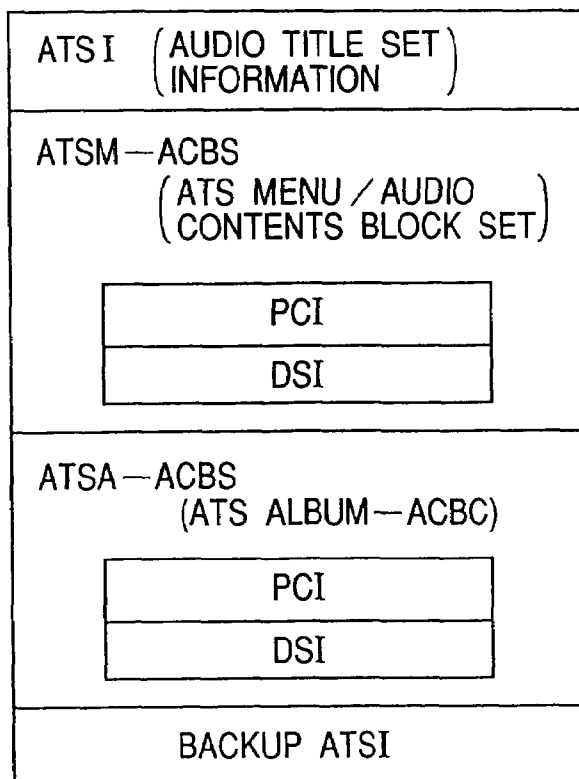 ATSI (AUDIO TITLE SET
INFORMATION)
ATSM—ACBS
(ATS MENU/AUDIO
CONTENTS BLOCK SET)
PCI
DSI
ATSA—ACBS
(ATS ALBUM—ACBC)
PCI
DSI
BACKUP ATSI